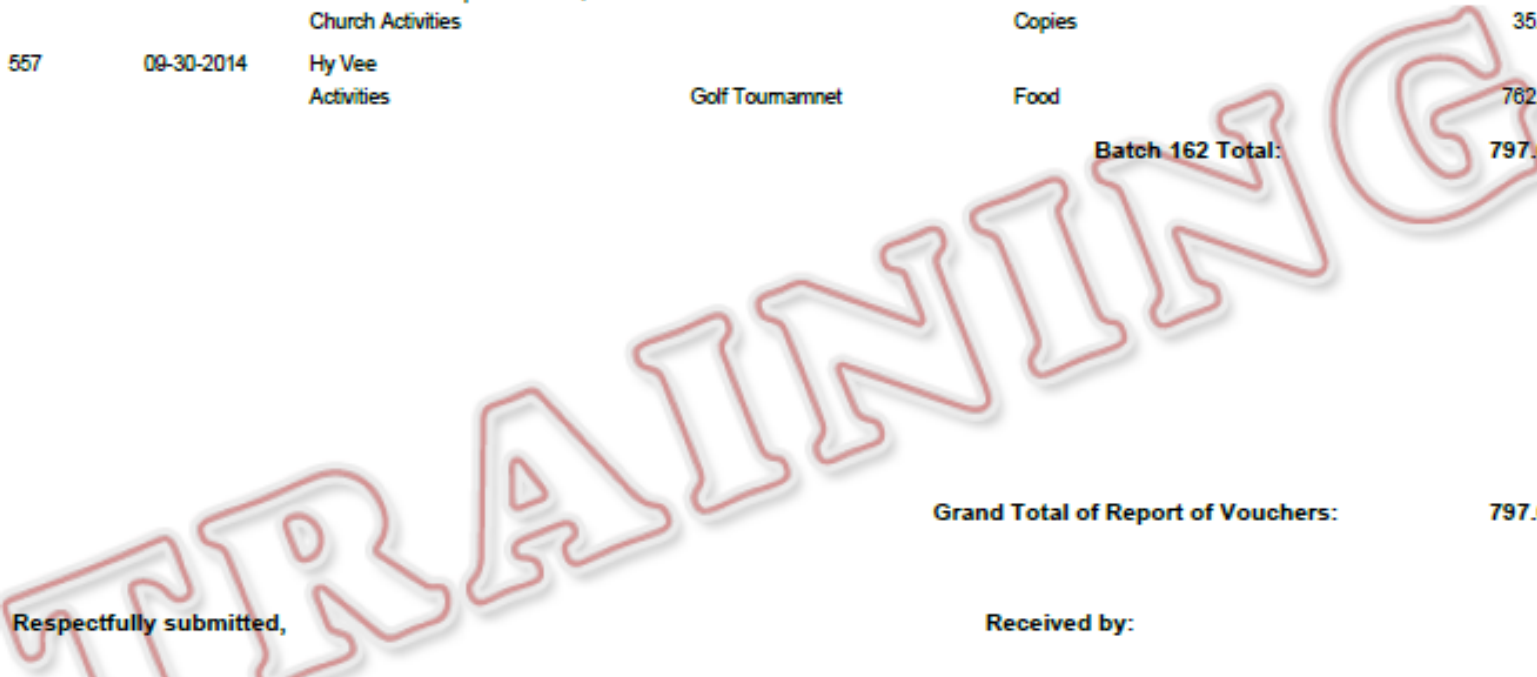 Church Activities Copies 35
557 09-30-2014 Hy Vee
Activities Golf Tournamnet Food 762
Batch 162 Total: 797.
Grand Total of Report of Vouchers: 797.
Respectfully submitted, Received by:
TRAINING